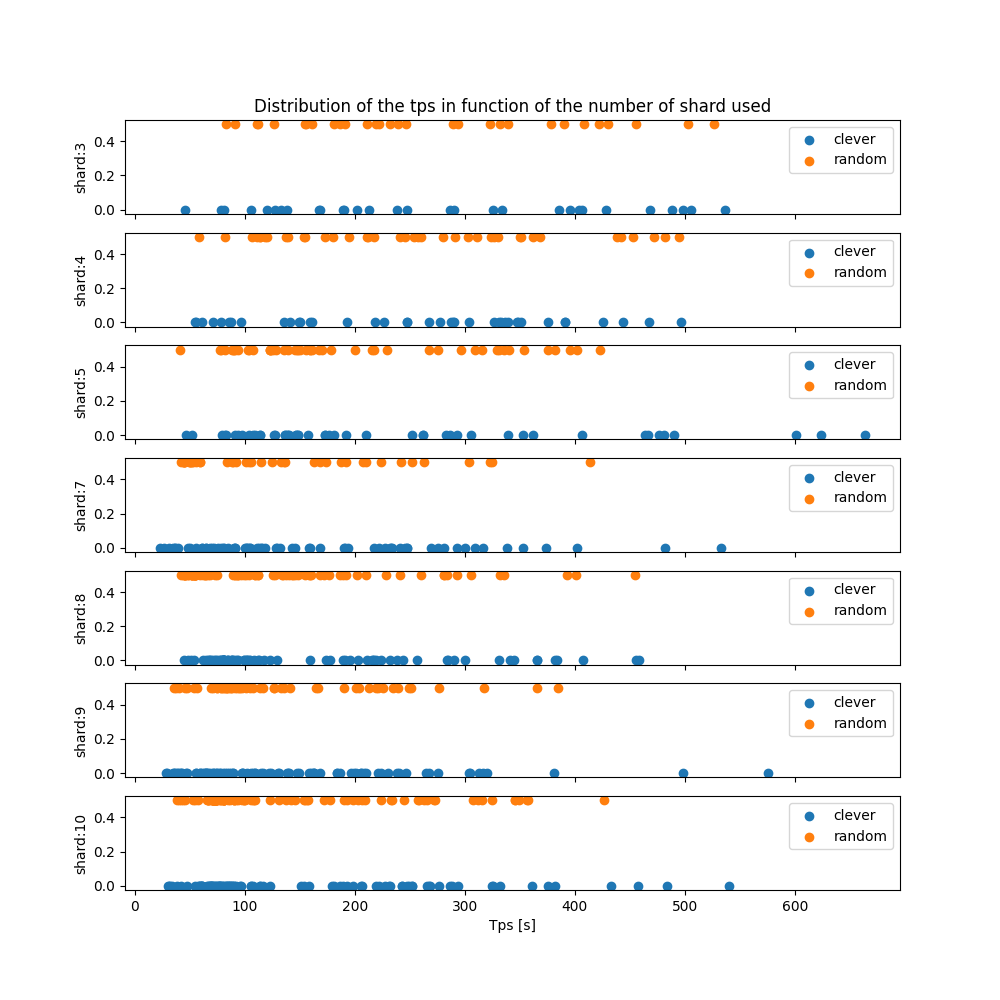 Distribution of the tps in function of the number of shard used
shard:3
0.4
0.2
0.0
clever
random
shard:4
0.4
0.2
0.0
clever
random
shard:5
0.4
0.2
0.0
clever
random
shard:7
0.4
0.2
0.0
clever
random
shard:8
0.4
0.2
0.0
clever
random
shard:9
0.4
0.2
0.0
clever
random
shard:10
0.4
0.2
0.0
clever
random
0 100 200 300 400 500 600
Tps [s]